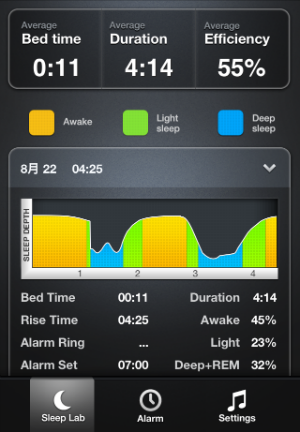 Average Average Average
Bed time Duration Efficiency
0:11 4:14 55%
Awake Light sleep Deep sleep
8月 22 04:25
SLEEP DEPTH
1 2 3 4
Bed Time 00:11 Duration 4:14
Rise Time 04:25 Awake 45%
Alarm Ring ... Light 23%
Alarm Set 07:00 Deep+REM 32%
Sleep Lab Alarm Settings